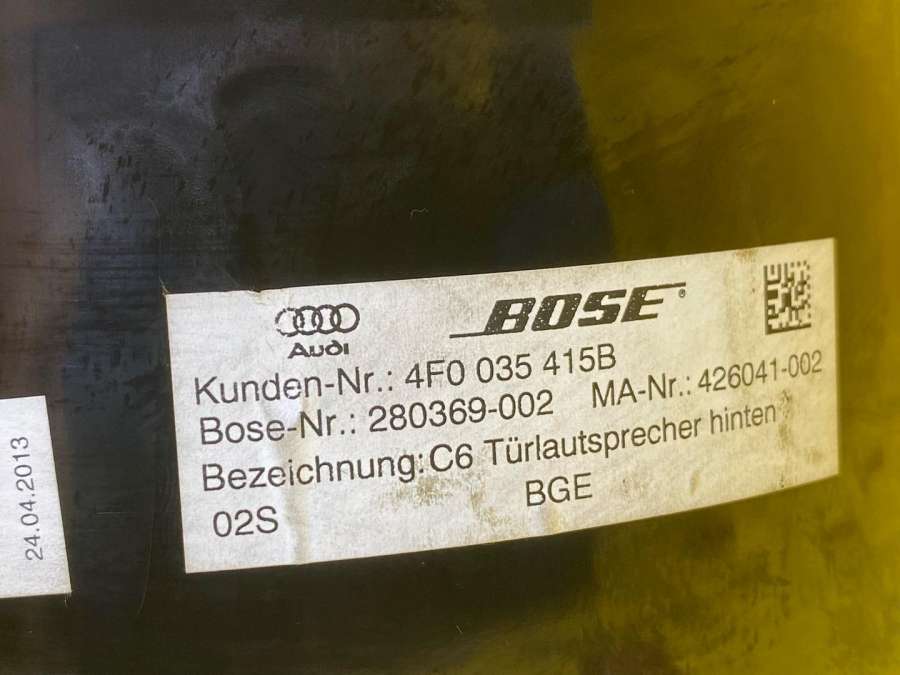 Audi
BOSE®
Kunden-Nr.: 4F0 035 415B
Bose-Nr.: 280369-002 MA-Nr.: 426041-002
Bezeichnung: C6 Türlautsprecher hinten
02S BGE
24.04.2013